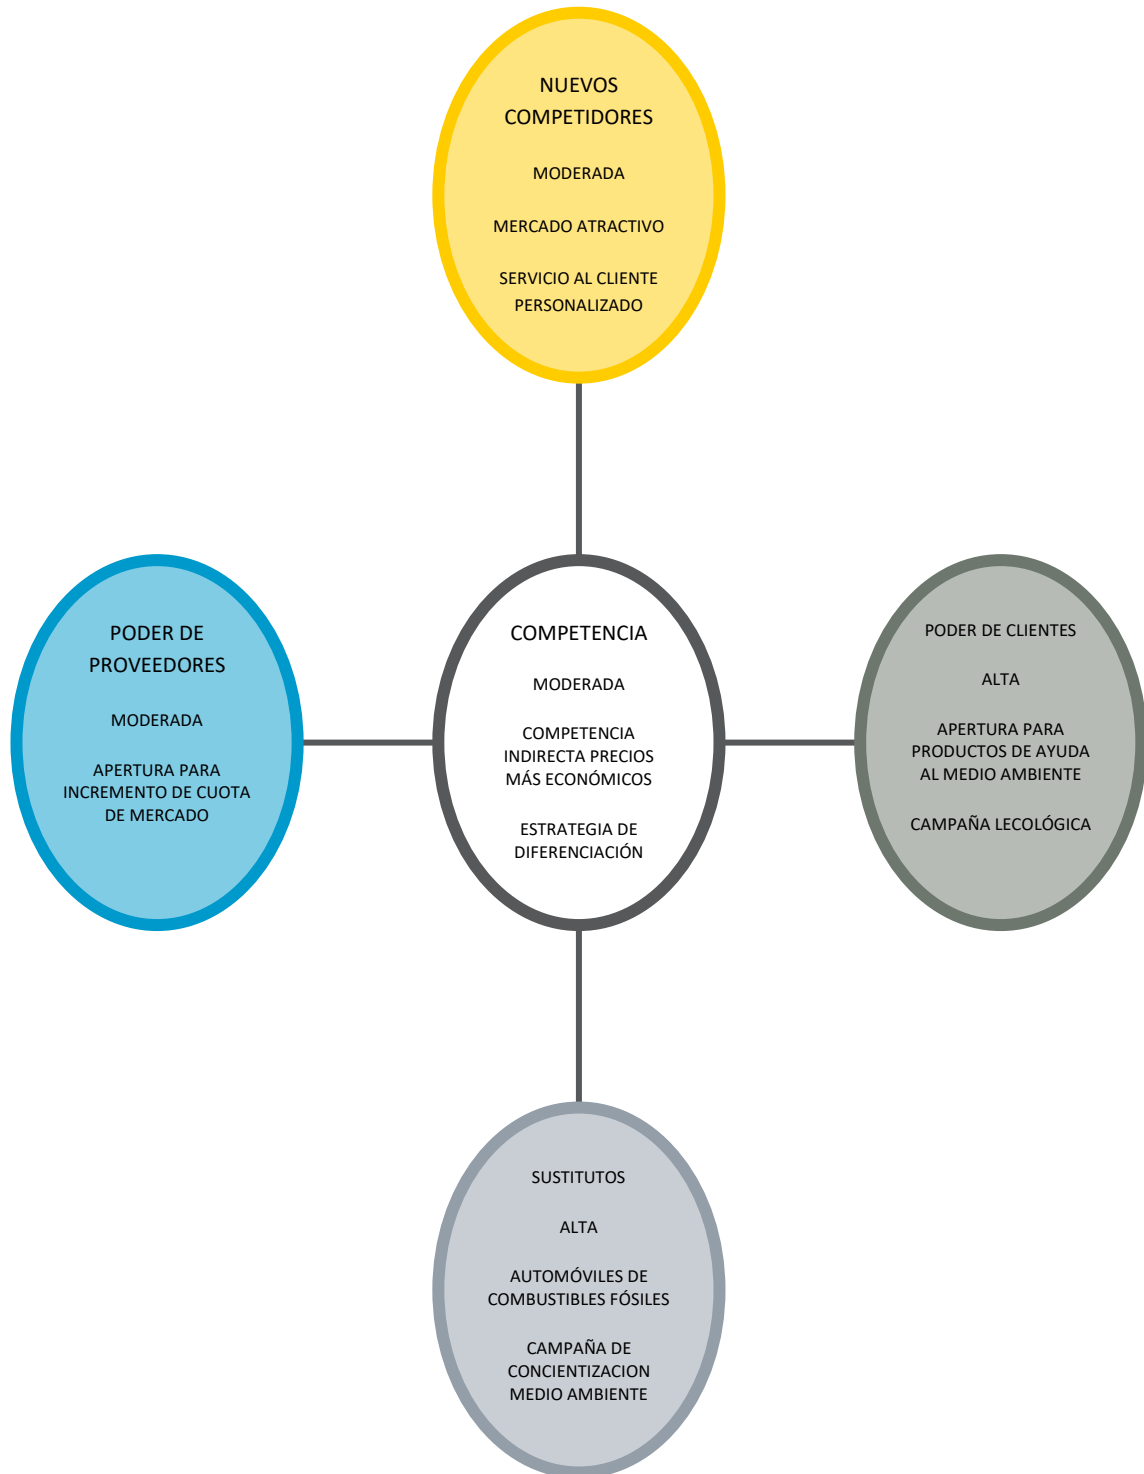 NUEVOS
COMPETIDORES
MODERADA
MERCADO ATRACTIVO
SERVICIO AL CLIENTE
PERSONALIZADO
PODER DE
PROVEEDORES
MODERADA
APERTURA PARA
INCREMENTO DE CUOTA
DE MERCADO
COMPETENCIA
MODERADA
COMPETENCIA
INDIRECTA PRECIOS
MÁS ECONÓMICOS
ESTRATEGIA DE
DIFERENCIACIÓN
PODER DE CLIENTES
ALTA
APERTURA PARA
PRODUCTOS DE AYUDA
AL MEDIO AMBIENTE
CAMPAÑA LECOLÓGICA
SUSTITUTOS
ALTA
AUTOMÓVILES DE
COMBUSTIBLES FÓSILES
CAMPAÑA DE
CONCIENTIZACION
MEDIO AMBIENTE